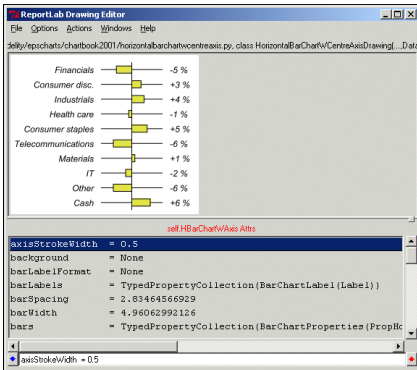 ReportLab Drawing Editor
File Options Actions Windows Help
delity/epscharts/chartbook2001/horizontalbarchartwcentreaxis.py, class HorizontalBarChartWCentreAxisDrawing(...,Data
Financials -5 %
Consumer disc. +3 %
Industrials +4 %
Health care -1 %
Consumer staples +5 %
Telecommunications -6 %
Materials +1 %
IT -2 %
Other -6 %
Cash +6 %
self.HBarChartWAxis Attrs
axisStrokeWidth = 0.5
background = None
barLabelFormat = None
barLabels = TypedPropertyCollection(BarChartLabel(Label))
barSpacing = 2.83464566929
barWidth = 4.96062992126
bars = TypedPropertyCollection(BarChartProperties(PropHo
axisStrokeWidth = 0.5